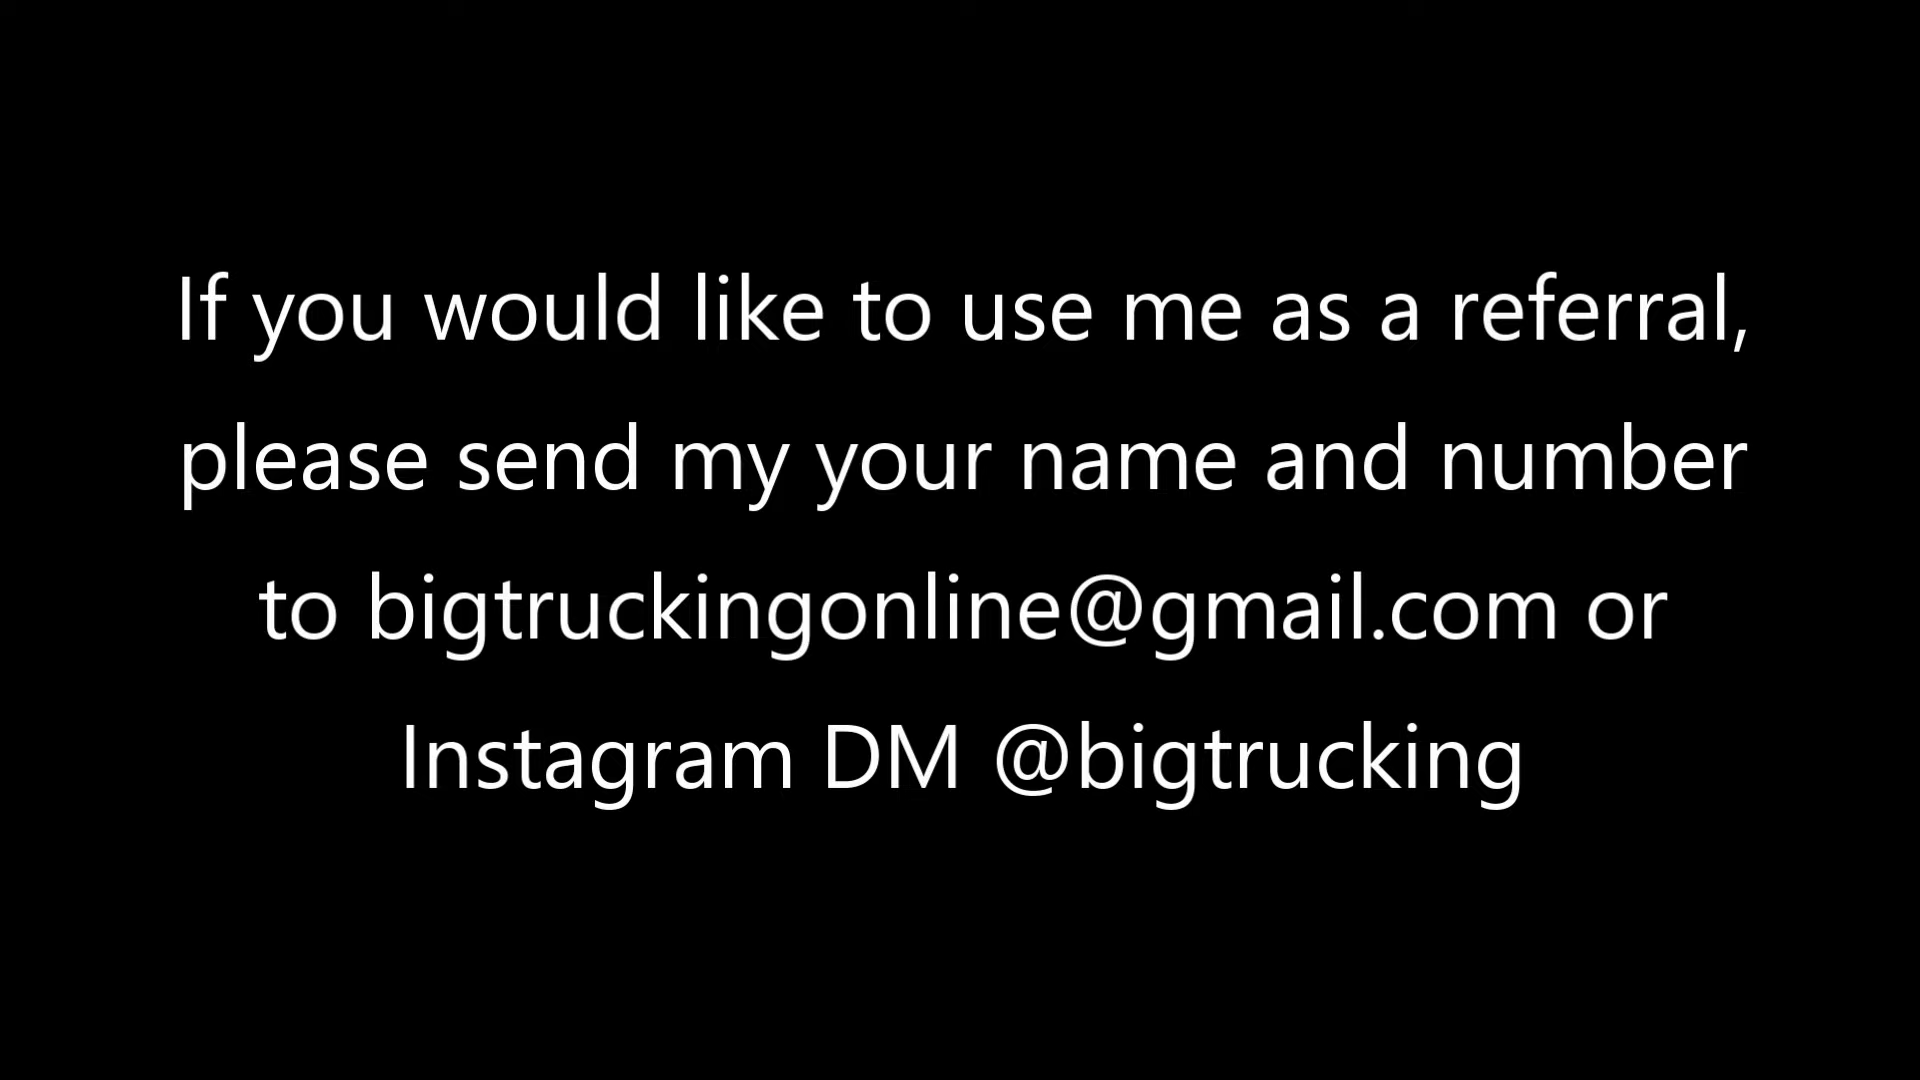 If you would like to use me as a referral,
please send my your name and number
to bigtruckingonline@gmail.com or
Instagram DM @bigtrucking